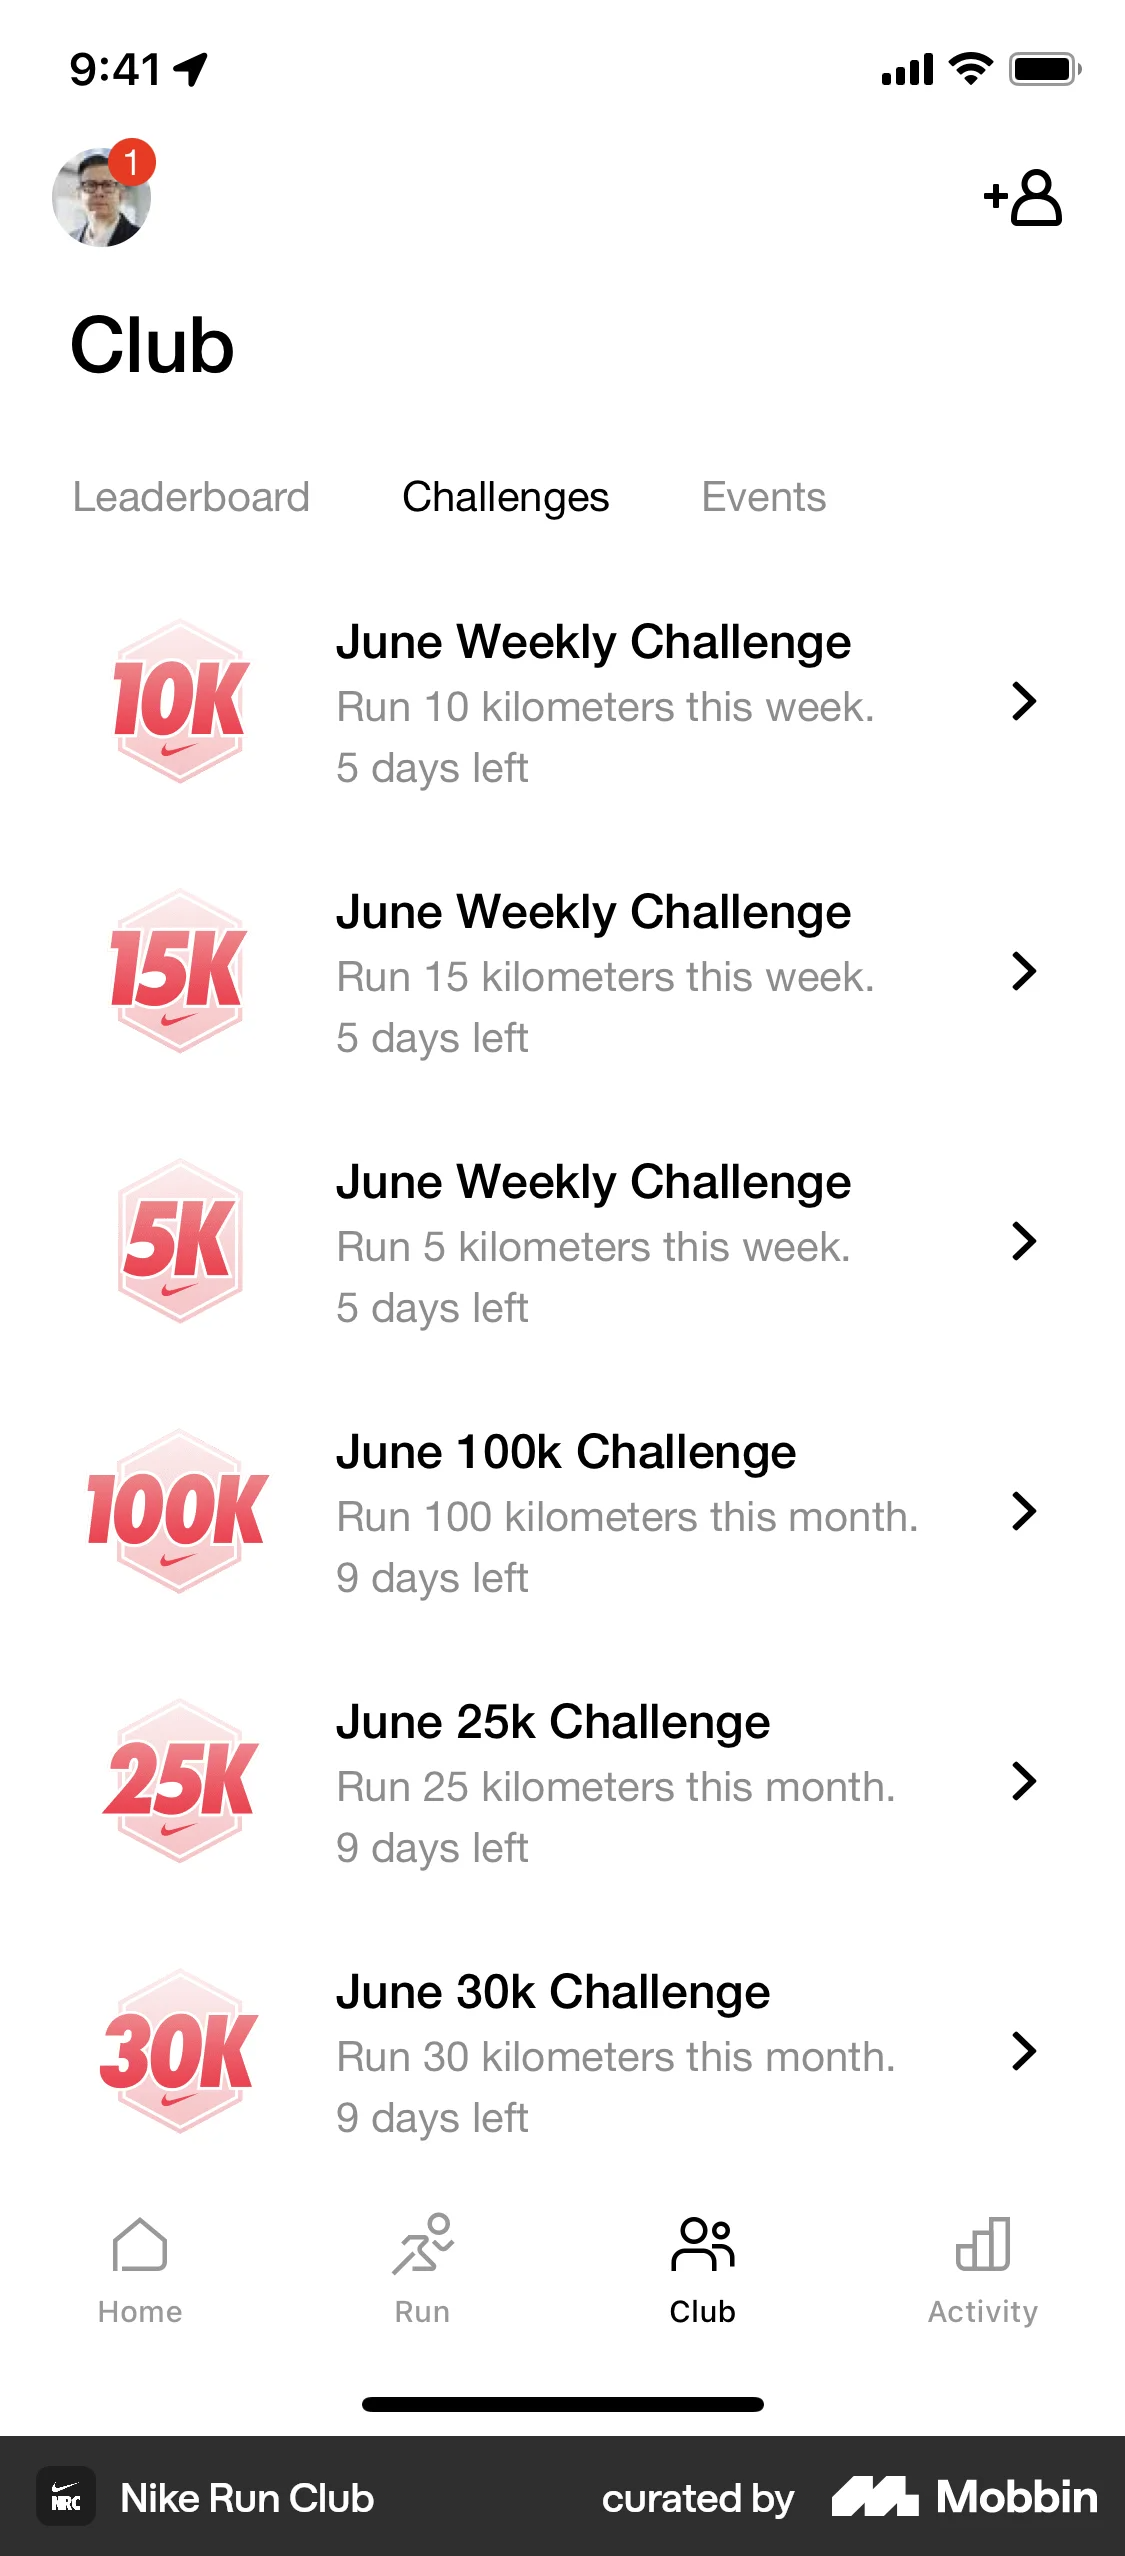 9:41
1
Club
Leaderboard Challenges Events
10K
June Weekly Challenge
Run 10 kilometers this week.
5 days left
15K
June Weekly Challenge
Run 15 kilometers this week.
5 days left
5K
June Weekly Challenge
Run 5 kilometers this week.
5 days left
100K
June 100k Challenge
Run 100 kilometers this month.
9 days left
25K
June 25k Challenge
Run 25 kilometers this month.
9 days left
30K
June 30k Challenge
Run 30 kilometers this month.
9 days left
Home Run Club Activity
NRC Nike Run Club curated by Mobbin